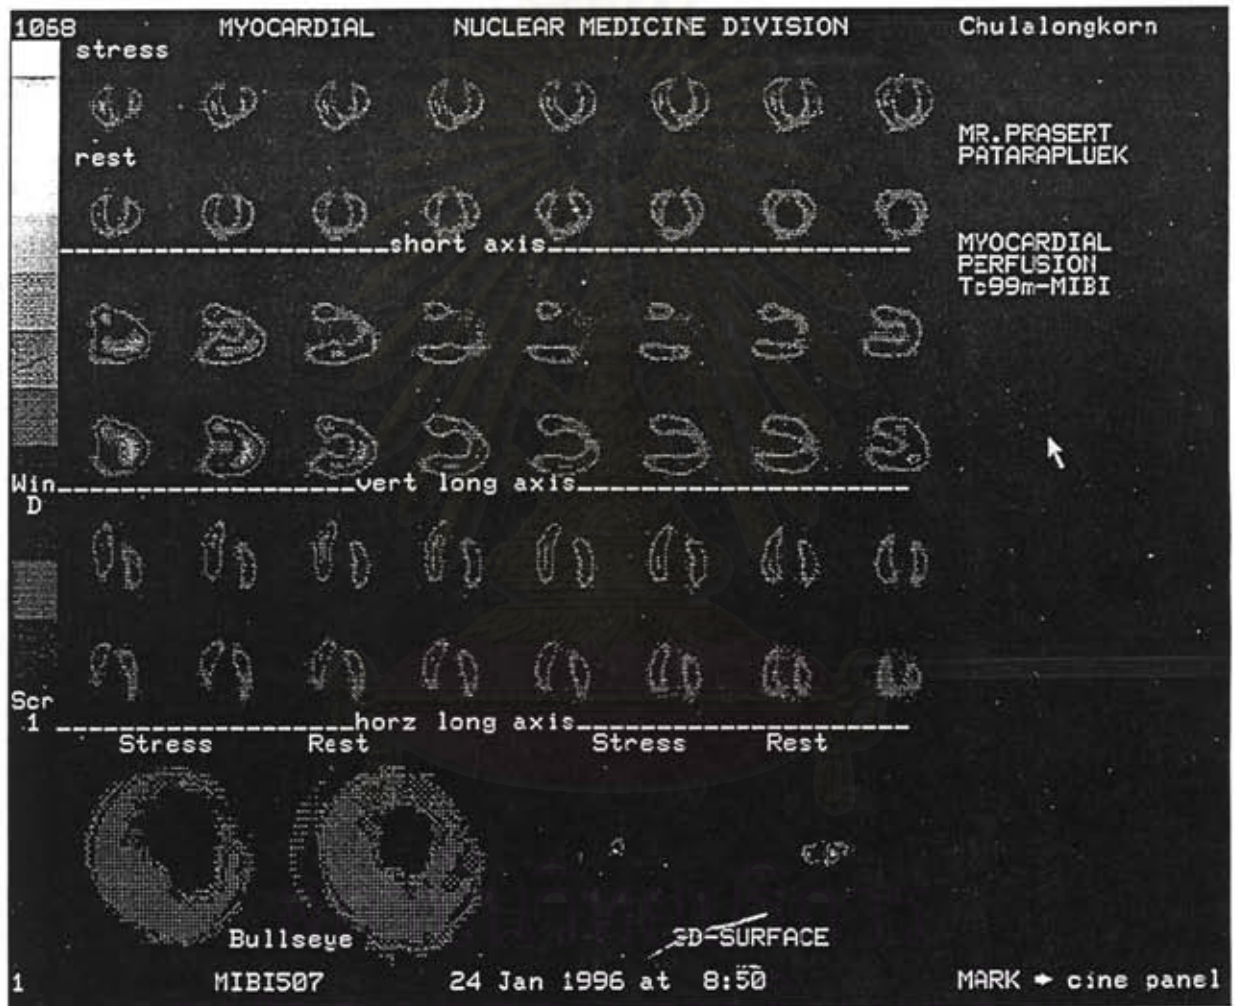 1068 MYOCARDIAL NUCLEAR MEDICINE DIVISION Chulalongkorn
stress
MR.PRASERT
PATARAPLUEK
rest
short axis
MYOCARDIAL
PERFUSION
Tc99m-MIBI
Win vert long axis
D
Scr
1 horz long axis
Stress Rest Stress Rest
Bullseye 3D-SURFACE
1 MIBI507 24 Jan 1996 at 8:50 MARK → cine panel